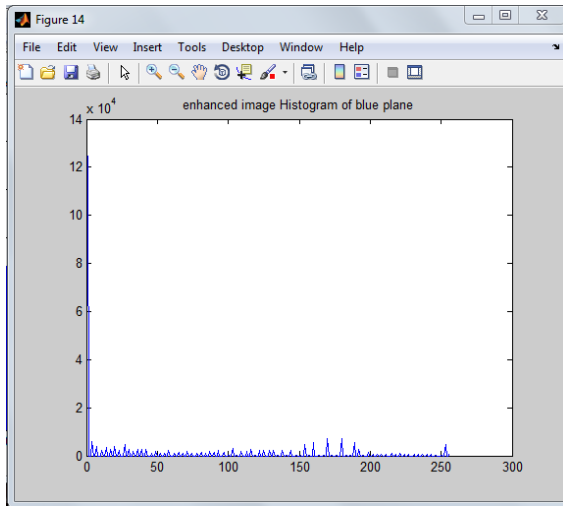 Figure 14
File Edit View Insert Tools Desktop Window Help
x 10^4
enhanced image Histogram of blue plane
14
12
10
8
6
4
2
0
0 50 100 150 200 250 300